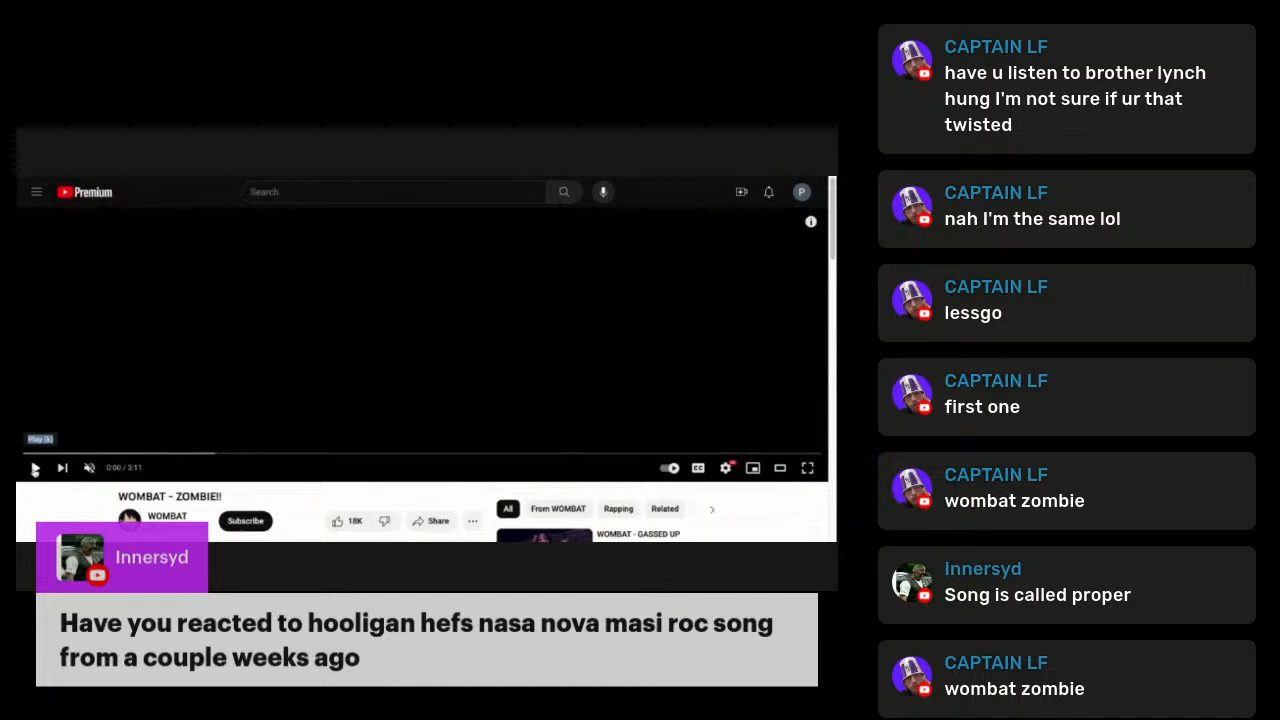 Premium
Search
P
Play (k)
0:00 / 3:11
CC
WOMBAT - ZOMBIE!!
WOMBAT
Subscribe
18K
Share
All
From WOMBAT
Rapping
Related
WOMBAT - GASSED UP
Innersyd
Have you reacted to hooligan hefs nasa nova masi roc song
from a couple weeks ago
CAPTAIN LF
have u listen to brother lynch
hung I'm not sure if ur that
twisted
CAPTAIN LF
nah I'm the same lol
CAPTAIN LF
lessgo
CAPTAIN LF
first one
CAPTAIN LF
wombat zombie
Innersyd
Song is called proper
CAPTAIN LF
wombat zombie